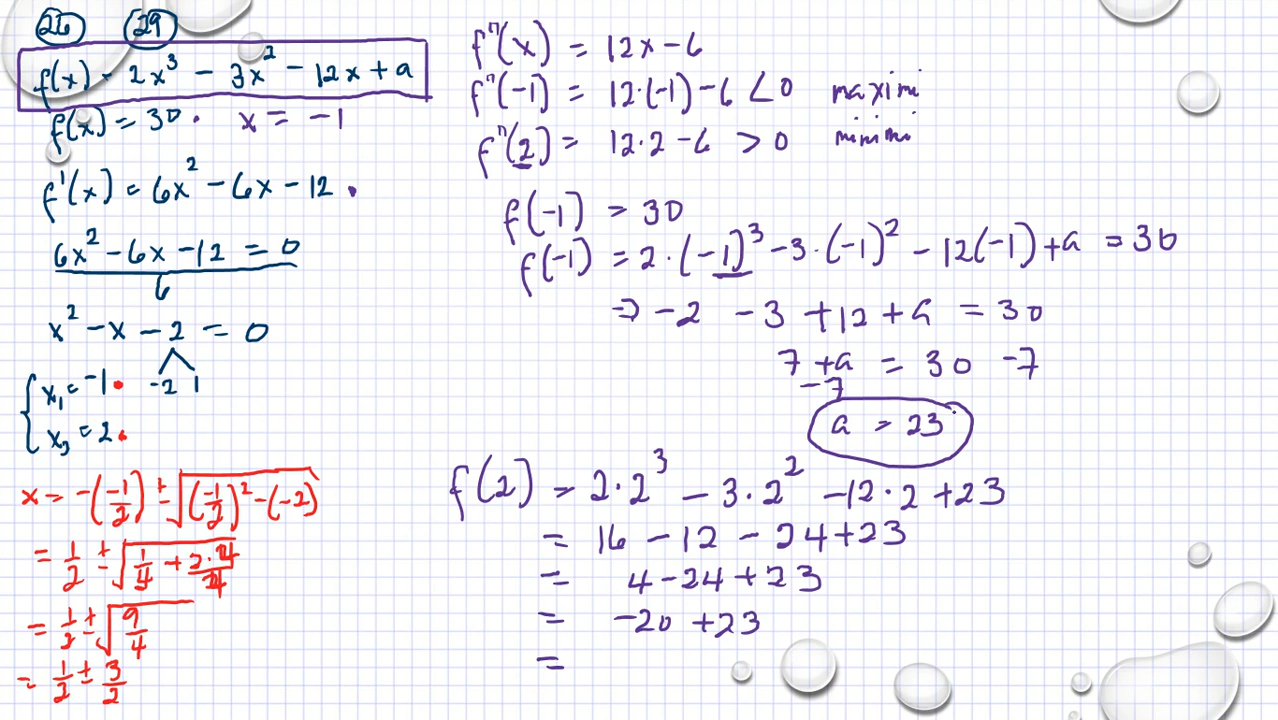 26 29
f(x) = 2x³ - 3x² - 12x + a
f(x) = 30 x = -1
f'(x) = 6x² - 6x - 12
6x² - 6x - 12 = 0
6
x² - x - 2 = 0
-2 1
x₁ = -1
x₂ = 2
x = -(-1/2) ± √((-1/2)² - (-2))
= 1/2 ± √(1/4 + 2·4/4)
= 1/2 ± √(9/4)
= 1/2 ± 3/2
f"(x) = 12x - 6
f"(-1) = 12·(-1) - 6 < 0 maximi
f"(2) = 12·2 - 6 > 0 minimi
f(-1) = 30
f(-1) = 2·(-1)³ - 3·(-1)² - 12(-1) + a = 30
⇒ -2 - 3 + 12 + a = 30
7 + a = 30 - 7
-7
a = 23
f(2) = 2·2³ - 3·2² - 12·2 + 23
= 16 - 12 - 24 + 23
= 4 - 24 + 23
= -20 + 23
=